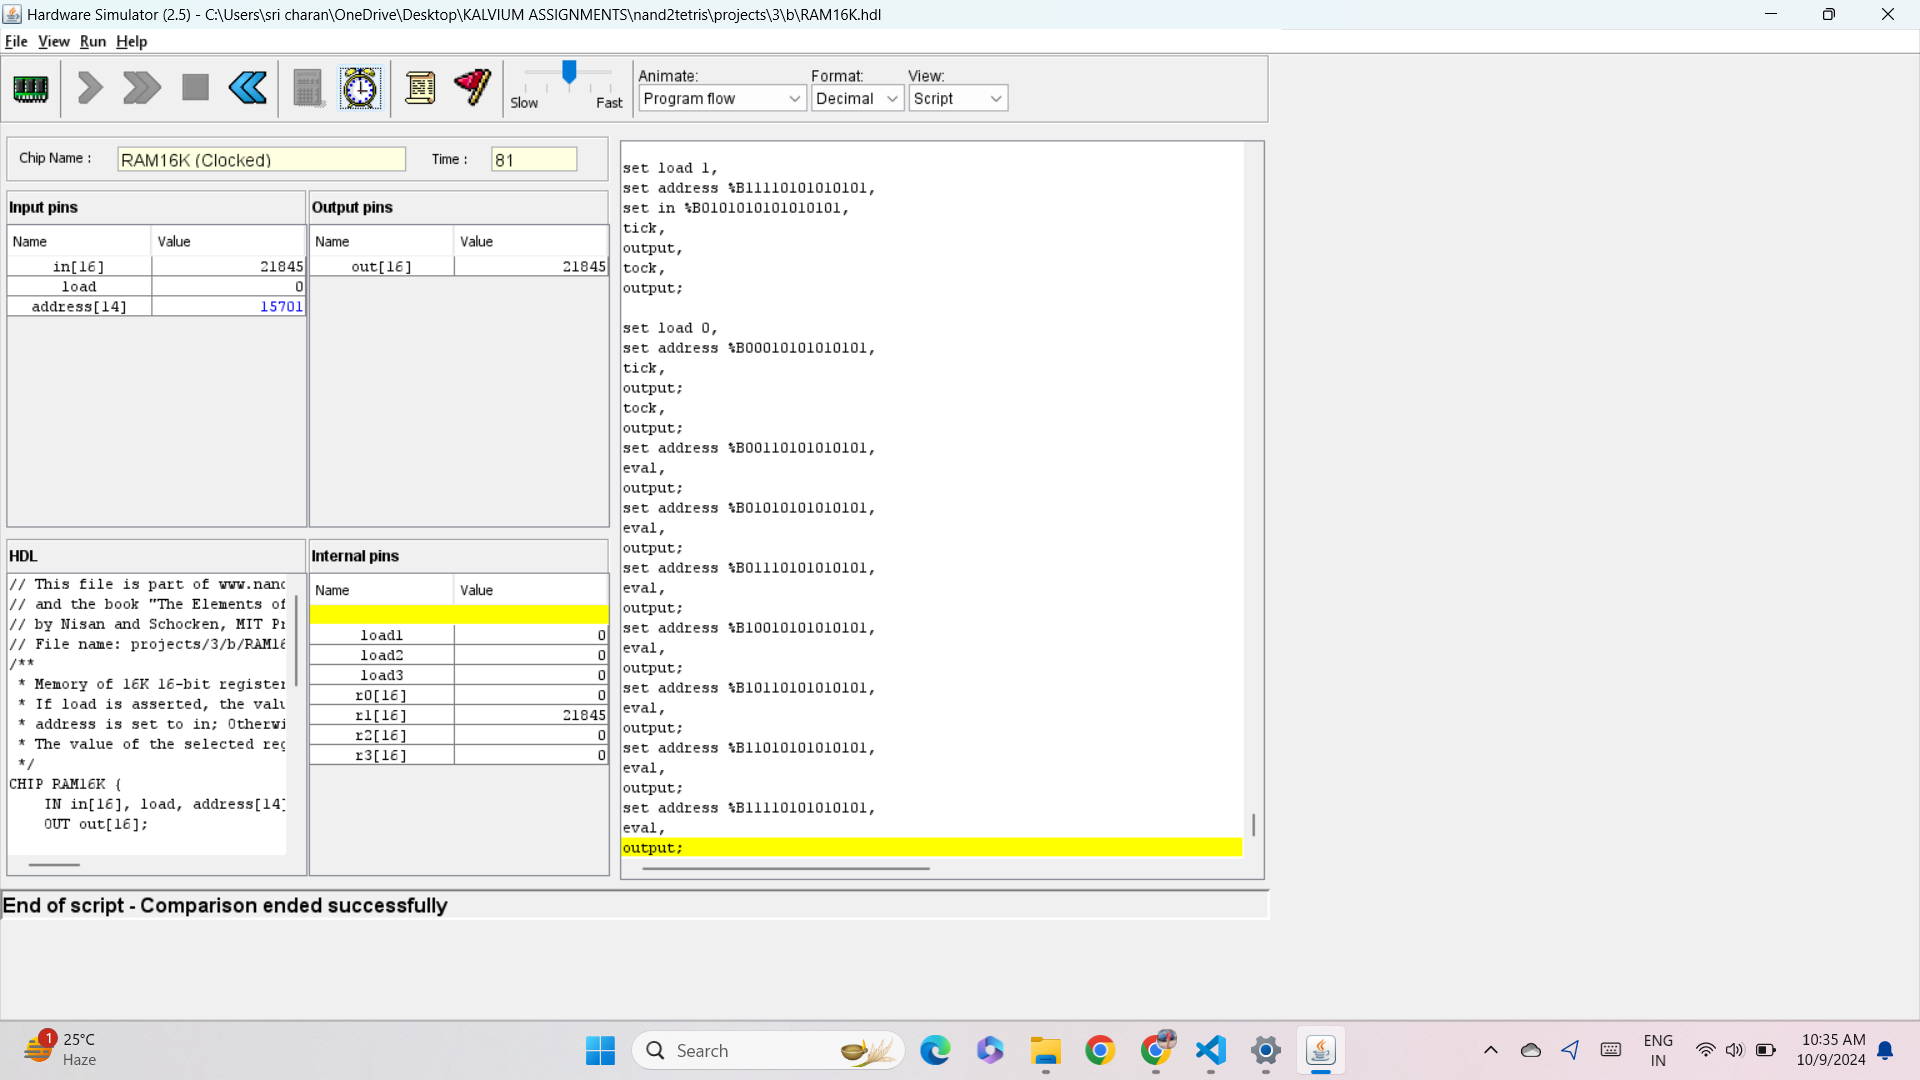 Hardware Simulator (2.5) - C:\Users\sri charan\OneDrive\Desktop\KALVIUM ASSIGNMENTS\nand2tetris\projects\3\b\RAM16K.hdl
File View Run Help
Slow Fast
Animate: Format: View:
Program flow Decimal Script
Chip Name : RAM16K (Clocked) Time : 81
Input pins
Name Value
in[16] 21845
load 0
address[14] 15701
Output pins
Name Value
out[16] 21845
HDL
// This file is part of www.nand
// and the book "The Elements of
// by Nisan and Schocken, MIT Pr
// File name: projects/3/b/RAM16
/**
* Memory of 16K 16-bit register
* If load is asserted, the valu
* address is set to in; Otherwi
* The value of the selected reg
*/
CHIP RAM16K {
IN in[16], load, address[14]
OUT out[16];
Internal pins
Name Value
load1 0
load2 0
load3 0
r0[16] 0
r1[16] 21845
r2[16] 0
r3[16] 0
set load 1,
set address %B11110101010101,
set in %B0101010101010101,
tick,
output,
tock,
output;
set load 0,
set address %B00010101010101,
tick,
output;
tock,
output;
set address %B00110101010101,
eval,
output;
set address %B01010101010101,
eval,
output;
set address %B01110101010101,
eval,
output;
set address %B10010101010101,
eval,
output;
set address %B10110101010101,
eval,
output;
set address %B11010101010101,
eval,
output;
set address %B11110101010101,
eval,
output;
End of script - Comparison ended successfully
1
25°C
Haze
Search
ENG
IN
10:35 AM
10/9/2024